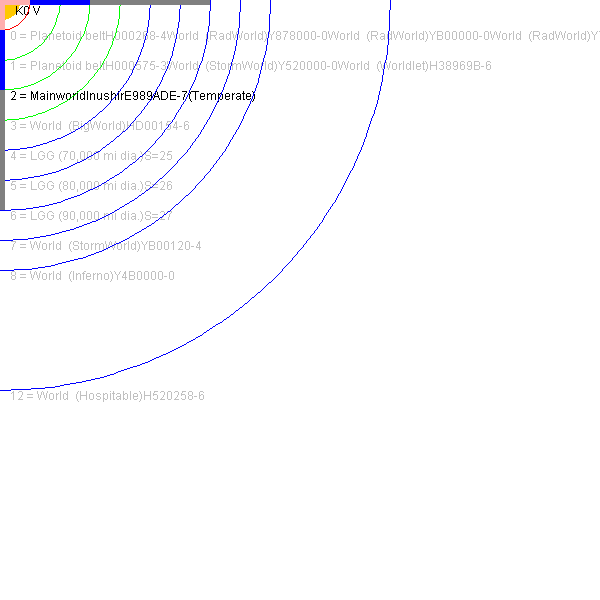 K0 V
0 = Planetoid beltH000268-4World (RadWorld)Y878000-0World (RadWorld)YB00000-0World (RadWorld)Y
1 = Planetoid beltH000575-3World (StormWorld)Y520000-0World (Worldlet)H38969B-6
2 = MainworldInushirE989ADE-7(Temperate)
3 = World (BigWorld)HD00154-6
4 = LGG (70,000 mi dia.)S=25
5 = LGG (80,000 mi dia.)S=26
6 = LGG (90,000 mi dia.)S=27
7 = World (StormWorld)YB00120-4
8 = World (Inferno)Y4B0000-0
12 = World (Hospitable)H520258-6